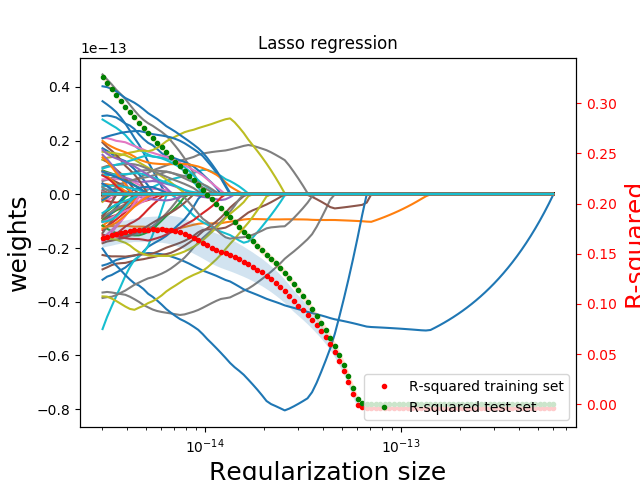 Lasso regression
1e−13
0.4
0.2
0.0
−0.2
−0.4
−0.6
−0.8
weights
0.30
0.25
0.20
0.15
0.10
0.05
0.00
R-squared
R-squared training set
R-squared test set
10−14
10−13
Regularization size